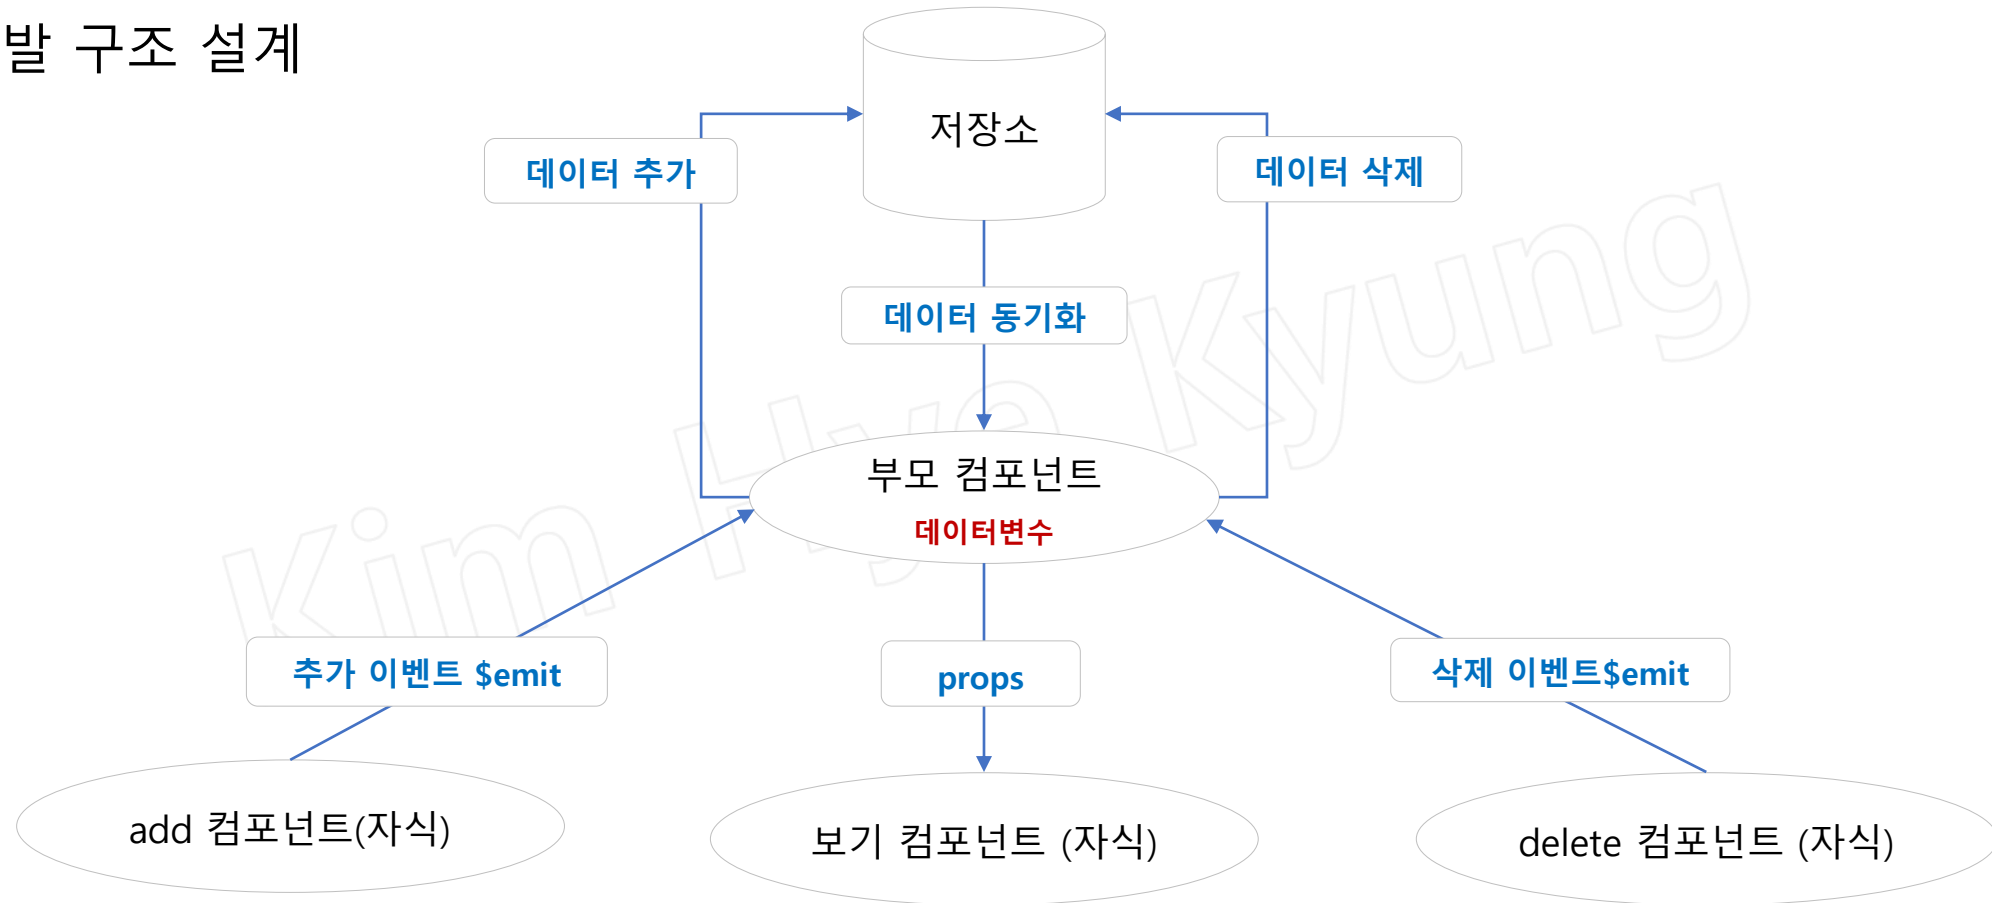 발 구조 설계
저장소
데이터 추가
데이터 삭제
데이터 동기화
부모 컴포넌트
데이터변수
추가 이벤트 $emit
props
삭제 이벤트$emit
add 컴포넌트(자식)
보기 컴포넌트 (자식)
delete 컴포넌트 (자식)
Kim Hye Kyung